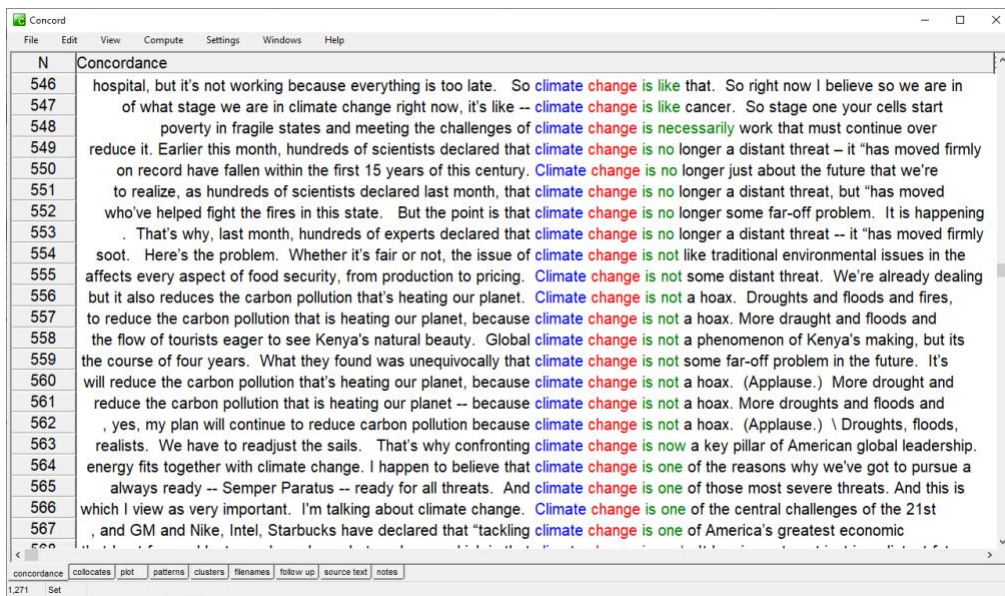 Concord
File Edit View Compute Settings Windows Help
N Concordance
546 hospital, but it's not working because everything is too late. So climate change is like that. So right now I believe so we are in
547 of what stage we are in climate change right now, it's like -- climate change is like cancer. So stage one your cells start
548 poverty in fragile states and meeting the challenges of climate change is necessarily work that must continue over
549 reduce it. Earlier this month, hundreds of scientists declared that climate change is no longer a distant threat – it “has moved firmly
550 on record have fallen within the first 15 years of this century. Climate change is no longer just about the future that we're
551 to realize, as hundreds of scientists declared last month, that climate change is no longer a distant threat, but “has moved
552 who've helped fight the fires in this state. But the point is that climate change is no longer some far-off problem. It is happening
553 . That's why, last month, hundreds of experts declared that climate change is no longer a distant threat -- it “has moved firmly
554 soot. Here's the problem. Whether it's fair or not, the issue of climate change is not like traditional environmental issues in the
555 affects every aspect of food security, from production to pricing. Climate change is not some distant threat. We're already dealing
556 but it also reduces the carbon pollution that's heating our planet. Climate change is not a hoax. Droughts and floods and fires,
557 to reduce the carbon pollution that is heating our planet, because climate change is not a hoax. More draught and floods and
558 the flow of tourists eager to see Kenya's natural beauty. Global climate change is not a phenomenon of Kenya's making, but its
559 the course of four years. What they found was unequivocally that climate change is not some far-off problem in the future. It's
560 will reduce the carbon pollution that's heating our planet, because climate change is not a hoax. (Applause.) More drought and
561 reduce the carbon pollution that is heating our planet -- because climate change is not a hoax. More droughts and floods and
562 , yes, my plan will continue to reduce carbon pollution because climate change is not a hoax. (Applause.) \ Droughts, floods,
563 realists. We have to readjust the sails. That's why confronting climate change is now a key pillar of American global leadership.
564 energy fits together with climate change. I happen to believe that climate change is one of the reasons why we've got to pursue a
565 always ready -- Semper Paratus -- ready for all threats. And climate change is one of those most severe threats. And this is
566 which I view as very important. I'm talking about climate change. Climate change is one of the central challenges of the 21st
567 , and GM and Nike, Intel, Starbucks have declared that “tackling climate change is one of America's greatest economic
concordance collocates plot patterns clusters filenames follow up source text notes
1,271 Set